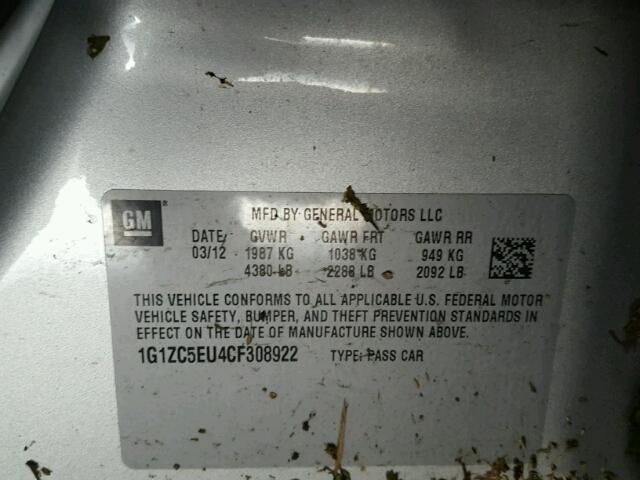 GM ®
MFD BY GENERAL MOTORS LLC
DATE GVWR GAWR FRT GAWR RR
03/12 1987 KG 1038 KG 949 KG
4380 LB 2288 LB 2092 LB
THIS VEHICLE CONFORMS TO ALL APPLICABLE U.S. FEDERAL MOTOR
VEHICLE SAFETY, BUMPER, AND THEFT PREVENTION STANDARDS IN
EFFECT ON THE DATE OF MANUFACTURE SHOWN ABOVE.
1G1ZC5EU4CF308922 TYPE: PASS CAR